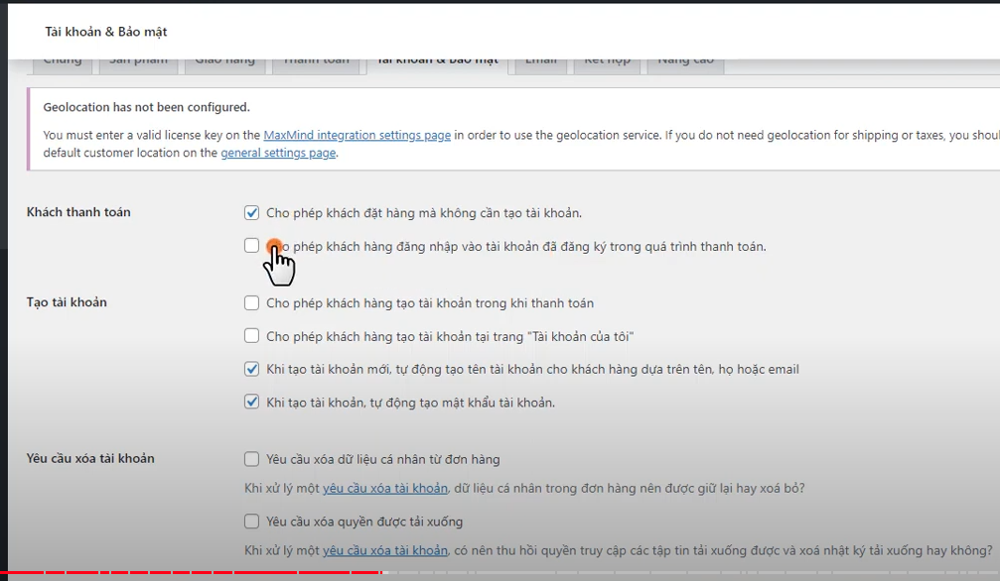 Tài khoản & Bảo mật
Chung Sản phẩm Giao hàng Thanh toán Tài khoản & Bảo mật Email Kết hợp Nâng cao
Geolocation has not been configured.
You must enter a valid license key on the MaxMind integration settings page in order to use the geolocation service. If you do not need geolocation for shipping or taxes, you shou
default customer location on the general settings page.
Khách thanh toán
Cho phép khách đặt hàng mà không cần tạo tài khoản.
phép khách hàng đăng nhập vào tài khoản đã đăng ký trong quá trình thanh toán.
Tạo tài khoản
Cho phép khách hàng tạo tài khoản trong khi thanh toán
Cho phép khách hàng tạo tài khoản tại trang "Tài khoản của tôi"
Khi tạo tài khoản mới, tự động tạo tên tài khoản cho khách hàng dựa trên tên, họ hoặc email
Khi tạo tài khoản, tự động tạo mật khẩu tài khoản.
Yêu cầu xóa tài khoản
Yêu cầu xóa dữ liệu cá nhân từ đơn hàng
Khi xử lý một yêu cầu xóa tài khoản, dữ liệu cá nhân trong đơn hàng nên được giữ lại hay xoá bỏ?
Yêu cầu xóa quyền được tải xuống
Khi xử lý một yêu cầu xóa tài khoản, có nên thu hồi quyền truy cập các tập tin tải xuống được và xoá nhật ký tải xuống hay không?